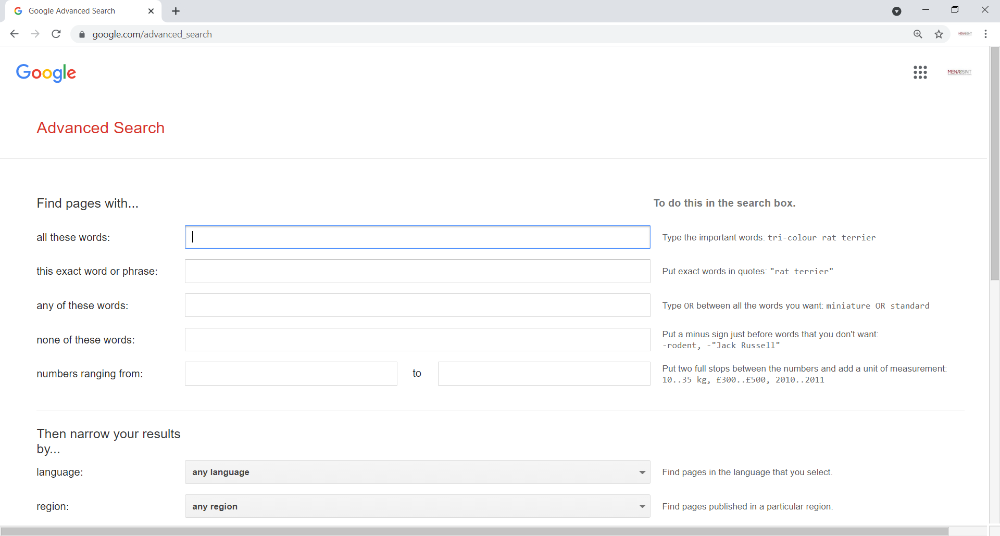 Google Advanced Search
google.com/advanced_search
MENAOSINT
Google
MENAOSINT
Advanced Search
Find pages with...
To do this in the search box.
all these words:
Type the important words: tri-colour rat terrier
this exact word or phrase:
Put exact words in quotes: "rat terrier"
any of these words:
Type OR between all the words you want: miniature OR standard
none of these words:
Put a minus sign just before words that you don't want:
-rodent, -"Jack Russell"
numbers ranging from:
to
Put two full stops between the numbers and add a unit of measurement:
10..35 kg, £300..£500, 2010..2011
Then narrow your results
by...
language:
any language
Find pages in the language that you select.
region:
any region
Find pages published in a particular region.